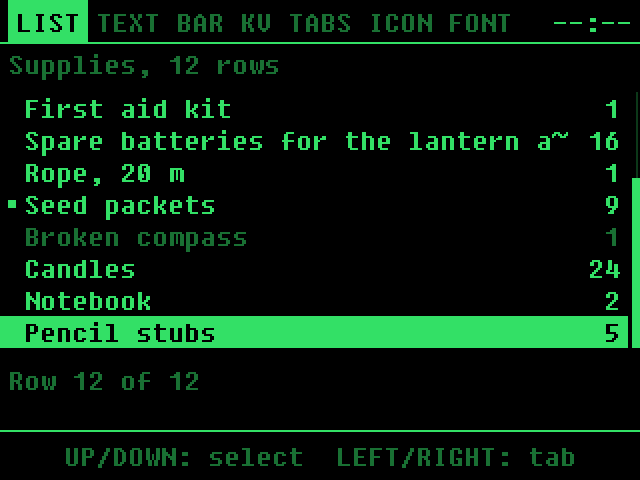 LIST TEXT BAR KV TABS ICON FONT --:--
Supplies, 12 rows
First aid kit 1
Spare batteries for the lantern a~ 16
Rope, 20 m 1
Seed packets 9
Broken compass 1
Candles 24
Notebook 2
Pencil stubs 5
Row 12 of 12
UP/DOWN: select LEFT/RIGHT: tab